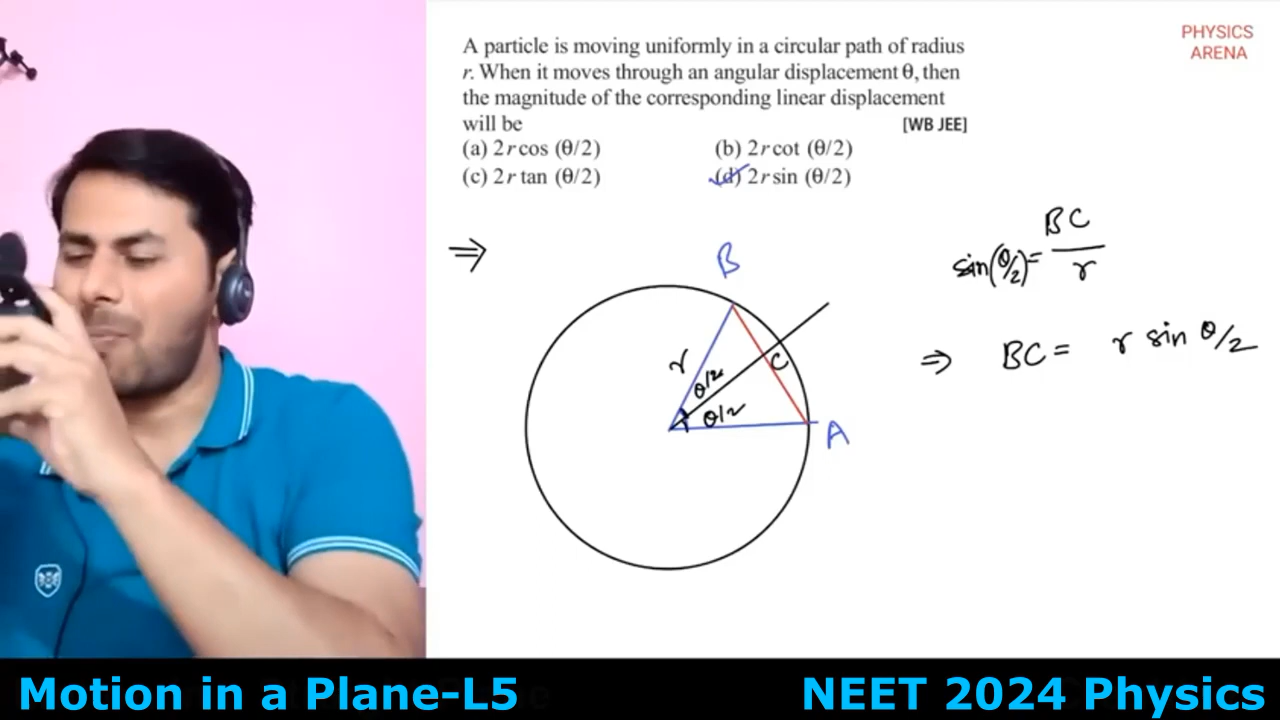 PHYSICS
ARENA
A particle is moving uniformly in a circular path of radius
r. When it moves through an angular displacement θ, then
the magnitude of the corresponding linear displacement
will be [WB JEE]
(a) 2r cos (θ/2) (b) 2r cot (θ/2)
(c) 2r tan (θ/2) (d) 2r sin (θ/2)
⇒
sin(θ/2) = BC/r
⇒ BC = r sin θ/2
B
r
C
θ/2
θ/2
A
Motion in a Plane-L5
NEET 2024 Physics